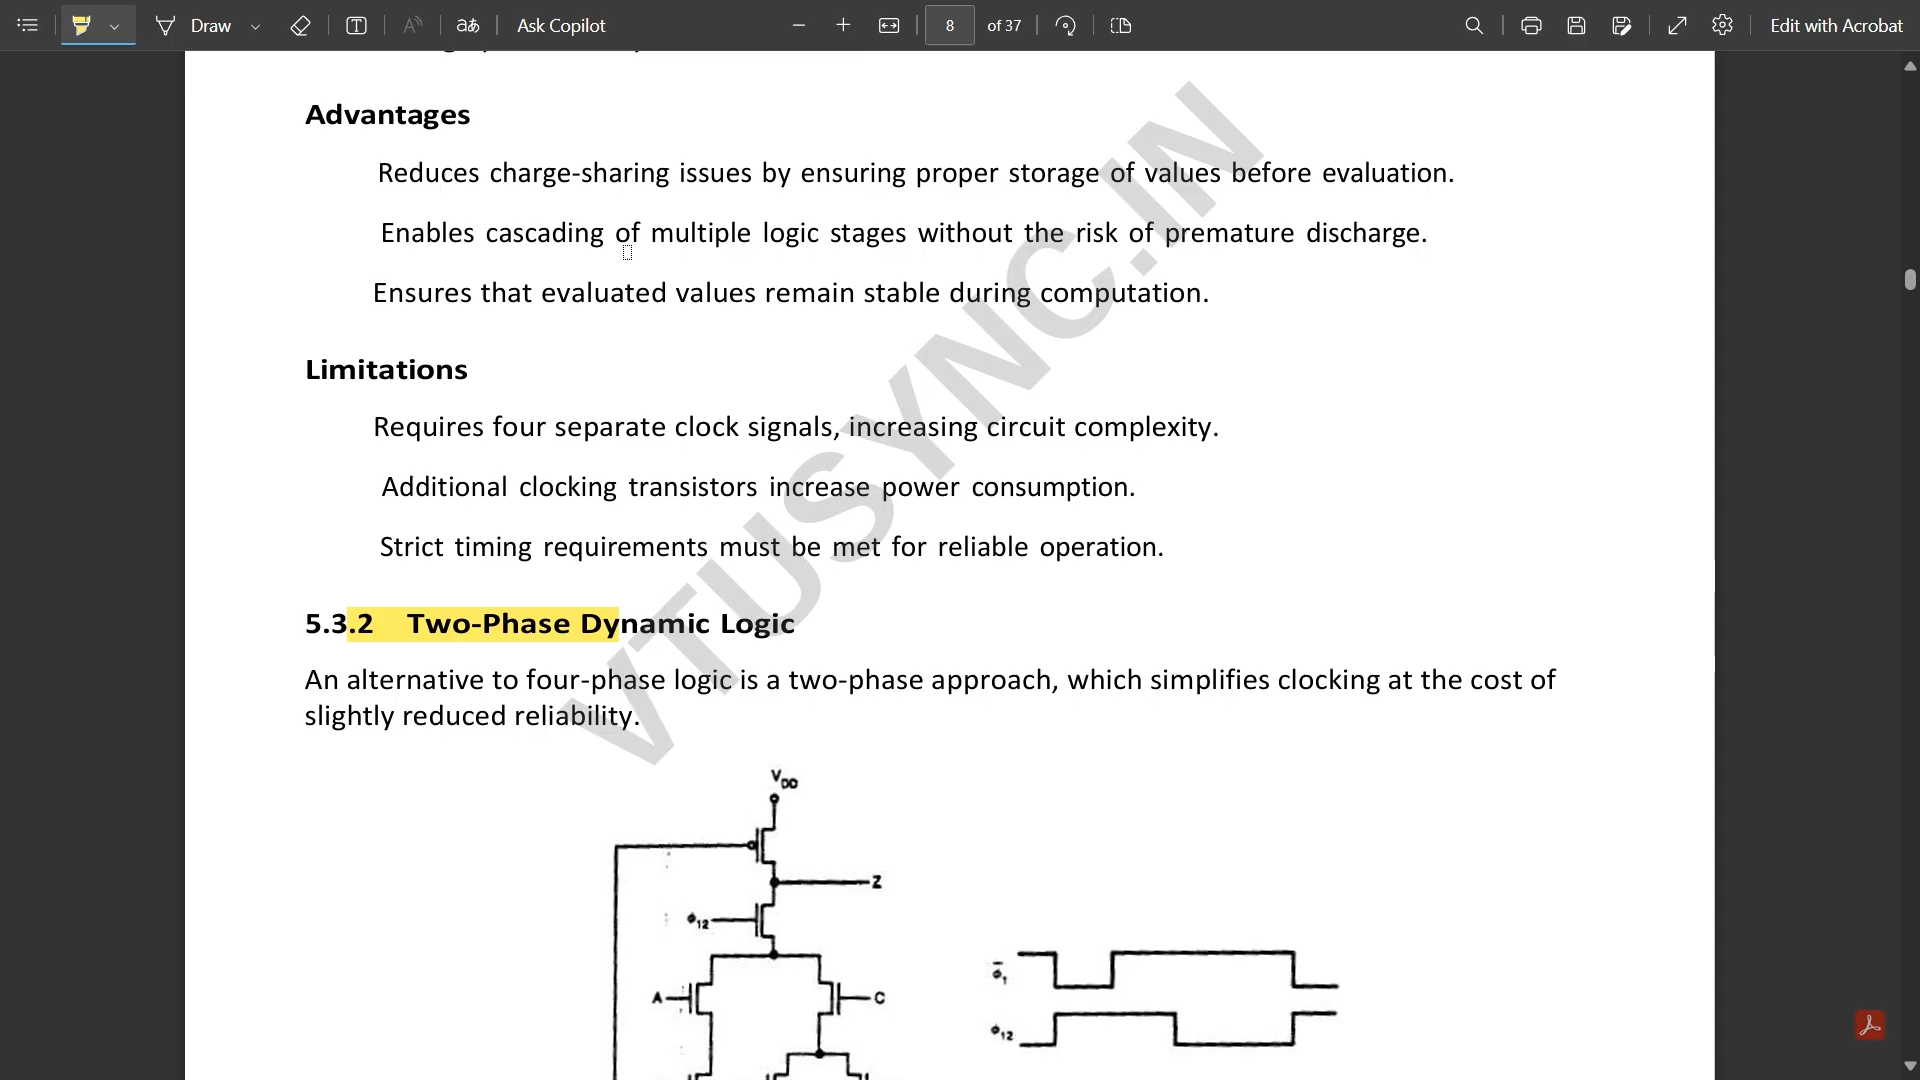 Draw
aあ
Ask Copilot
8
of 37
Edit with Acrobat
Advantages
Reduces charge-sharing issues by ensuring proper storage of values before evaluation.
Enables cascading of multiple logic stages without the risk of premature discharge.
Ensures that evaluated values remain stable during computation.
Limitations
Requires four separate clock signals, increasing circuit complexity.
Additional clocking transistors increase power consumption.
Strict timing requirements must be met for reliable operation.
5.3.2 Two-Phase Dynamic Logic
An alternative to four-phase logic is a two-phase approach, which simplifies clocking at the cost of
slightly reduced reliability.
VTUSYNC.IN
VDD
Z
ϕ12
A
C
ϕ̄1
ϕ12